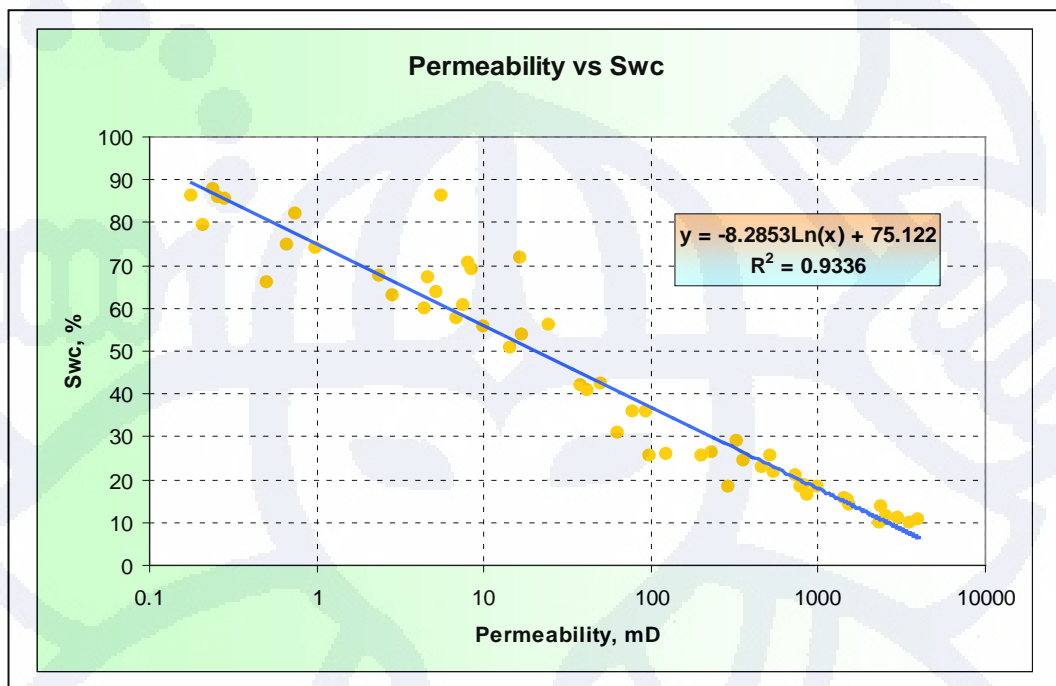 Permeability vs Swc
100
90
80
70
60
50
40
30
20
10
0
Swc, %
y = -8.2853Ln(x) + 75.122
R² = 0.9336
0.1 1 10 100 1000 10000
Permeability, mD